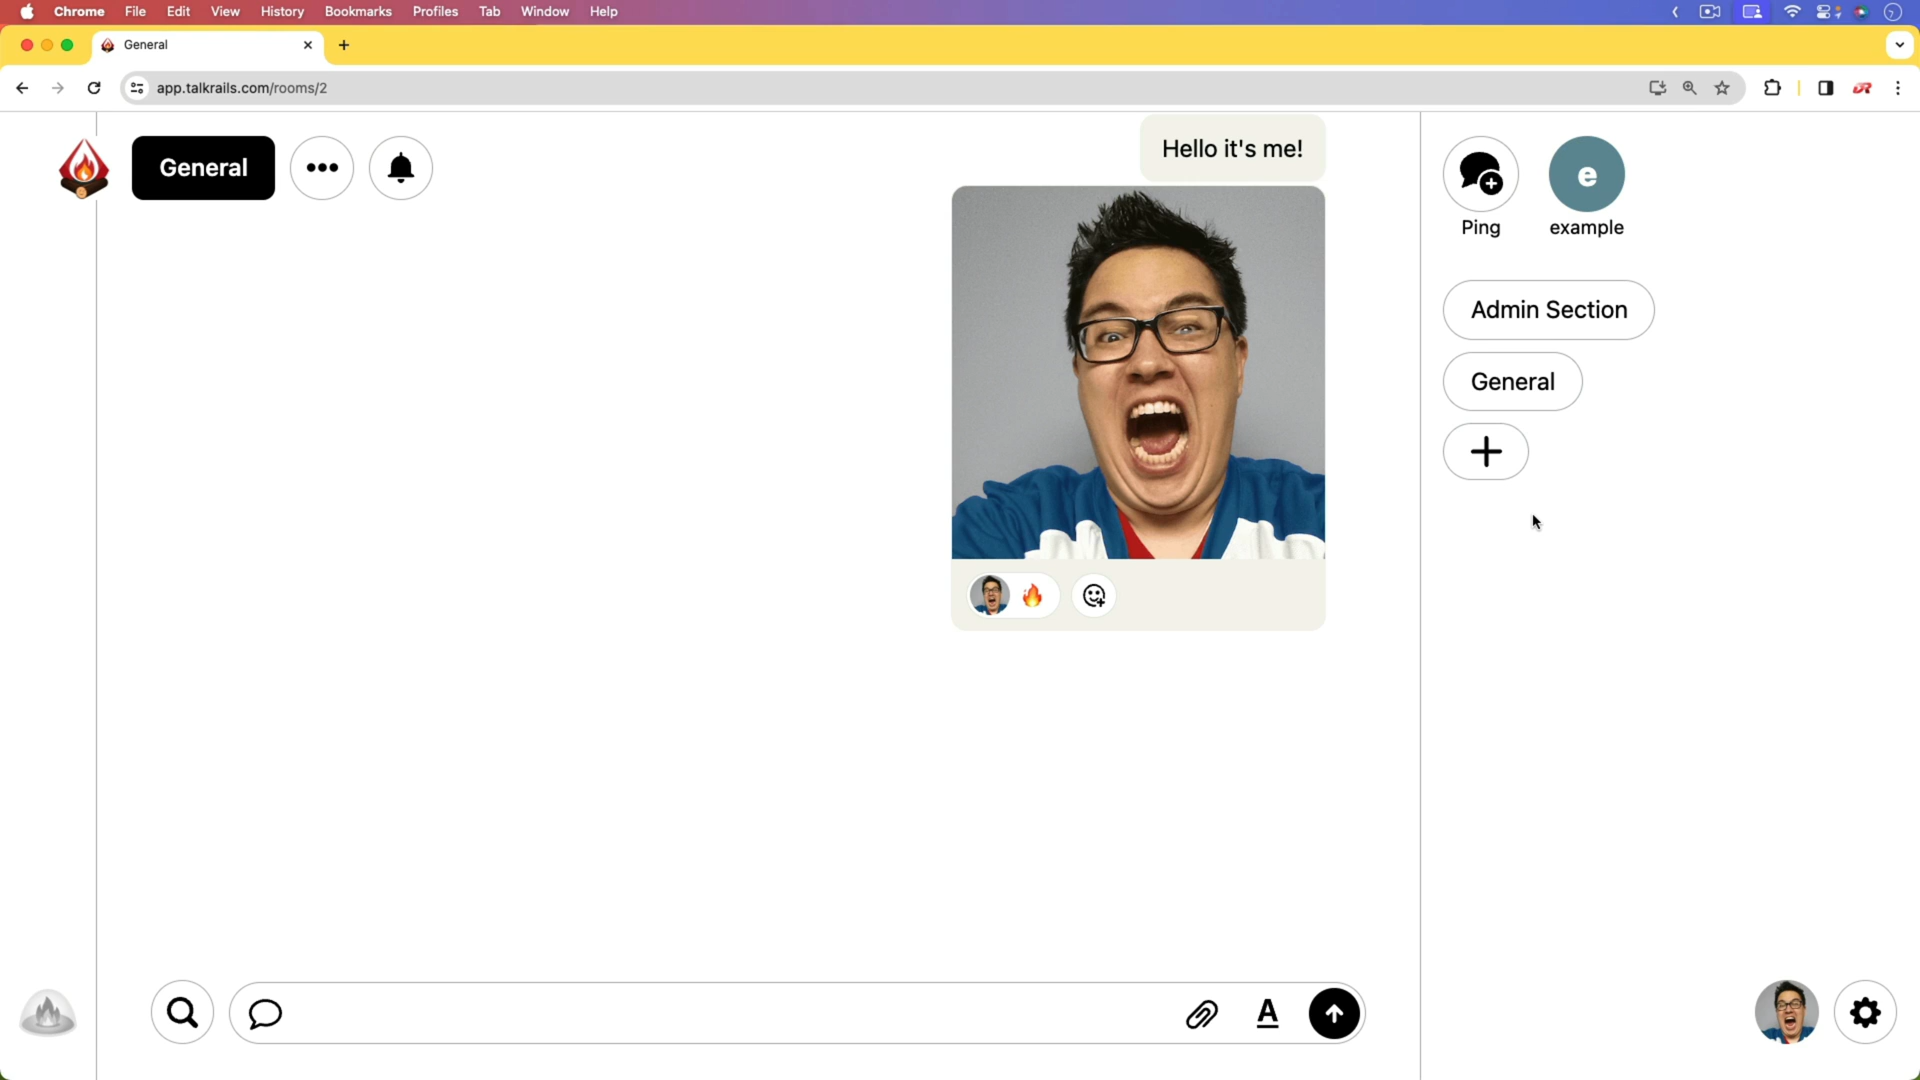 Chrome File Edit View History Bookmarks Profiles Tab Window Help
General
app.talkrails.com/rooms/2
General
Hello it's me!
e
Ping
example
Admin Section
General
A